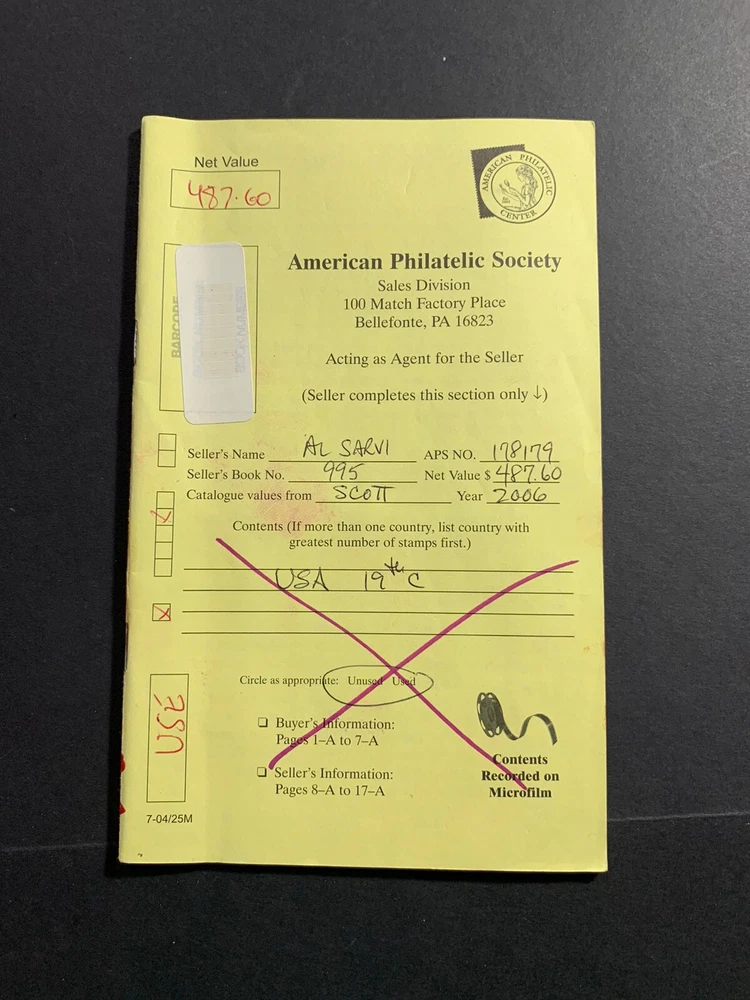 Net Value
487.60
AMERICAN PHILATELIC
CENTER
American Philatelic Society
Sales Division
100 Match Factory Place
Bellefonte, PA 16823
BARCODE
Acting as Agent for the Seller
(Seller completes this section only ↓)
Seller's Name AL SARVI APS NO. 178179
Seller's Book No. 995 Net Value $ 487.60
Catalogue values from SCOTT Year 2006
X
Contents (If more than one country, list country with
greatest number of stamps first.)
USA 19th C
X
Circle as appropriate: Unused Used
❏ Buyer's Information:
Pages 1–A to 7–A
❏ Seller's Information:
Pages 8–A to 17–A
Contents
Recorded on
Microfilm
7-04/25M